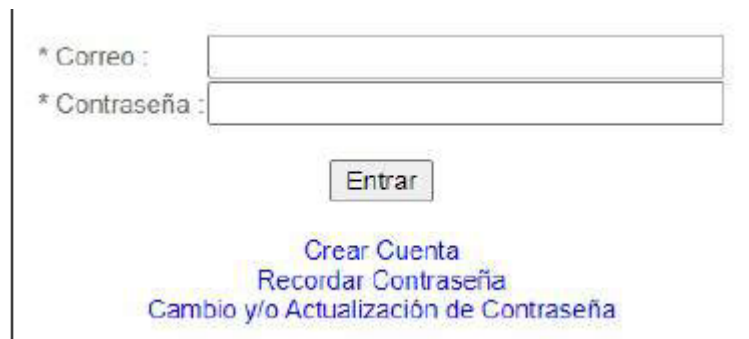 * Correo :
* Contraseña :
Entrar
Crear Cuenta
Recordar Contraseña
Cambio y/o Actualización de Contraseña